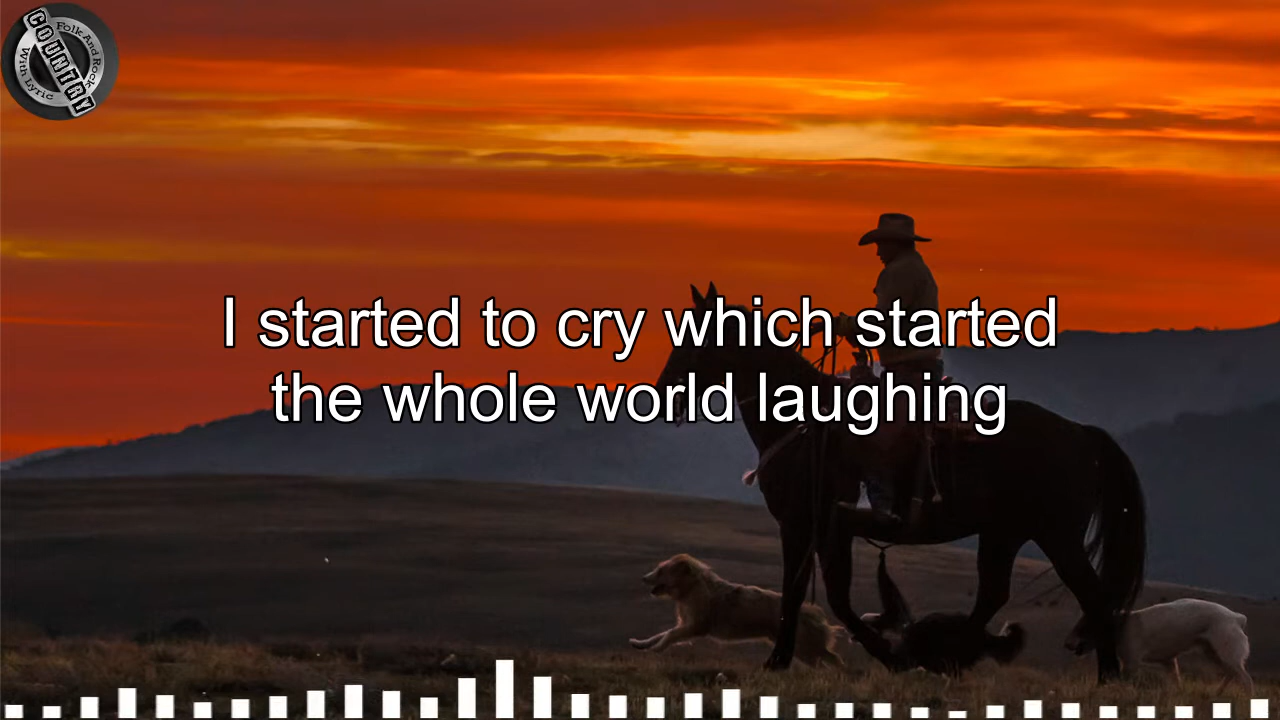 COUNTRY
Folk And Rock
With Lyric
I started to cry which started
the whole world laughing